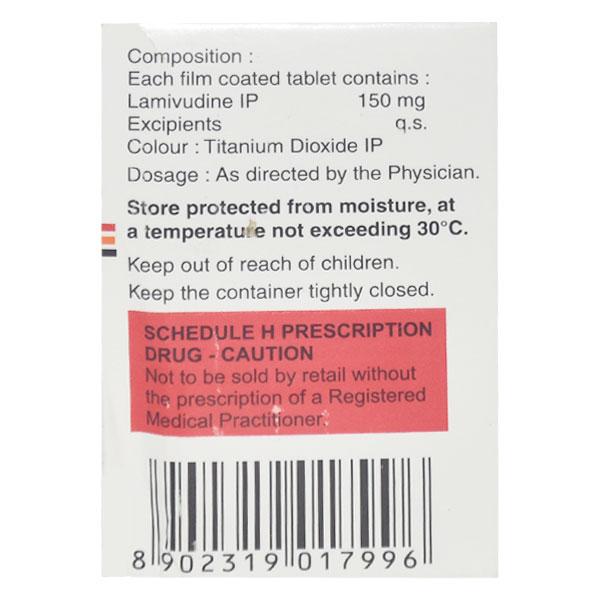 Composition :
Each film coated tablet contains :
Lamivudine IP 150 mg
Excipients q.s.
Colour : Titanium Dioxide IP
Dosage : As directed by the Physician.
Store protected from moisture, at
a temperature not exceeding 30°C.
Keep out of reach of children.
Keep the container tightly closed.
SCHEDULE H PRESCRIPTION
DRUG - CAUTION
Not to be sold by retail without
the prescription of a Registered
Medical Practitioner.
8 902319 017996